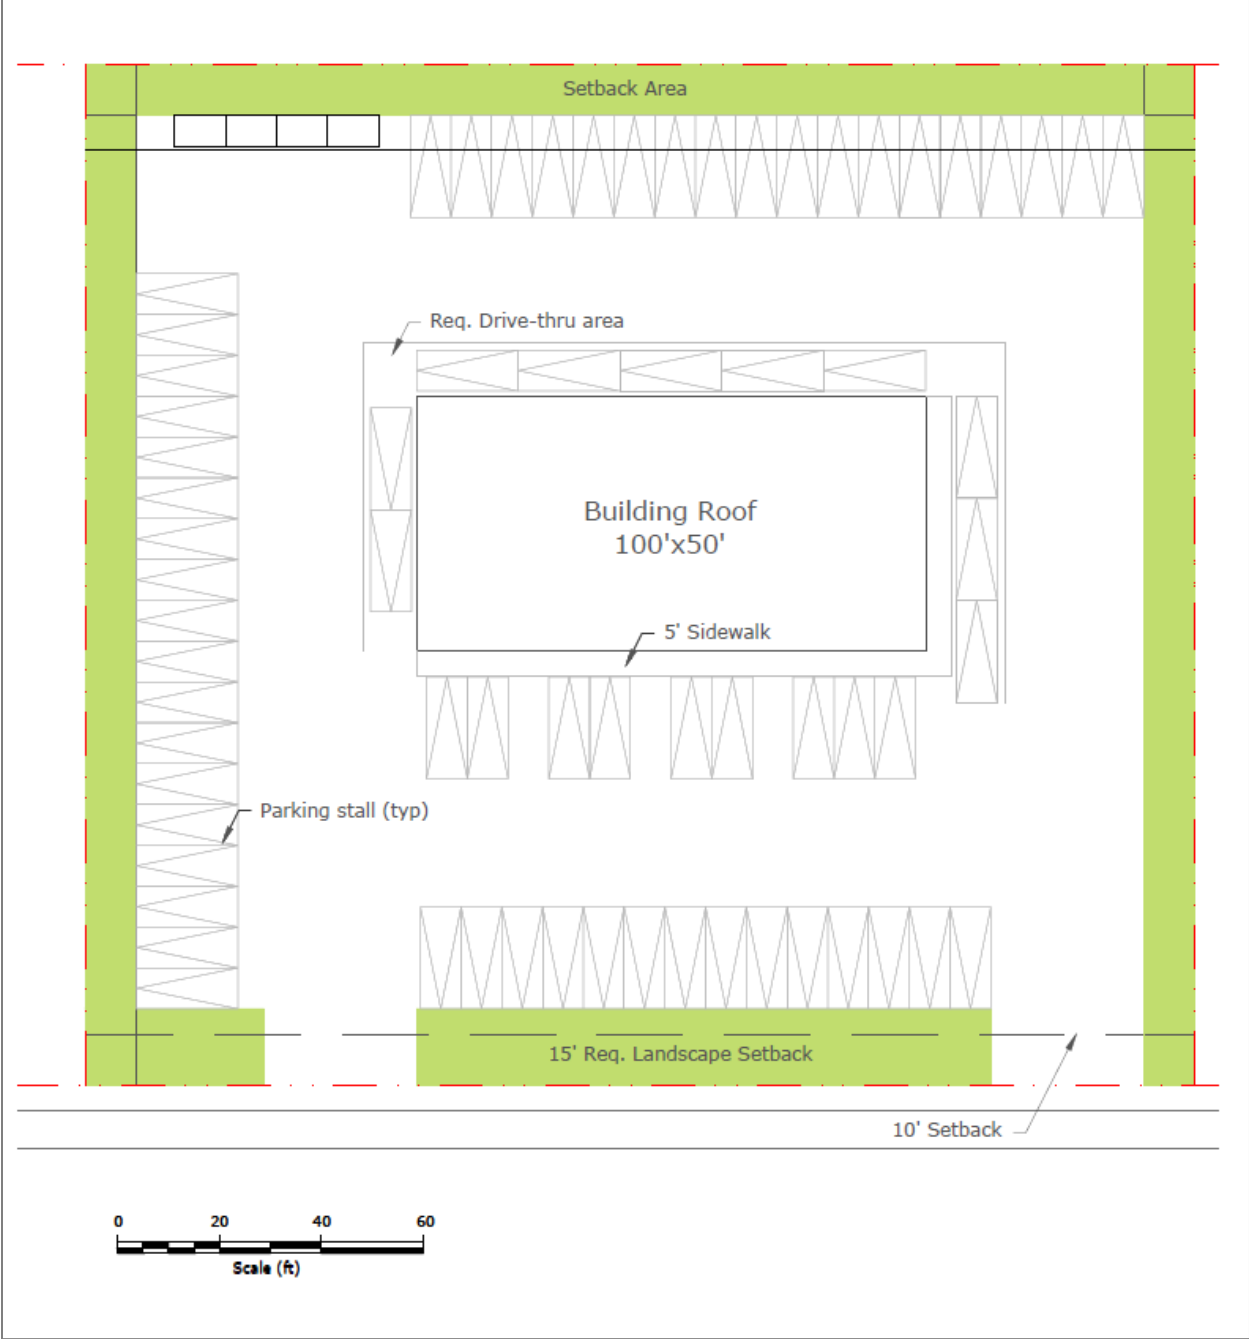 Setback Area
Req. Drive-thru area
Building Roof
100'x50'
5' Sidewalk
Parking stall (typ)
15' Req. Landscape Setback
10' Setback
0 20 40 60
Scale (ft)